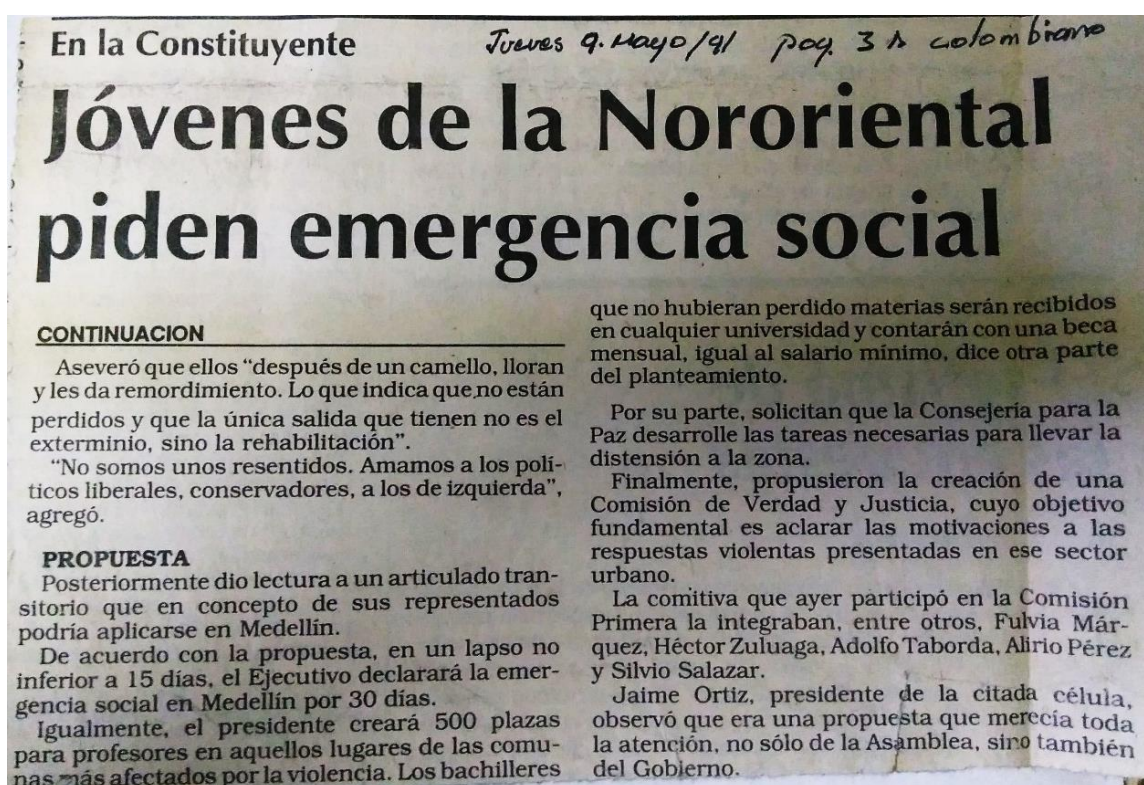 En la Constituyente
Jueves 9. Mayo/91 pag. 3 A Colombiano
Jóvenes de la Nororiental
piden emergencia social
CONTINUACION
Aseveró que ellos “después de un camello, lloran
y les da remordimiento. Lo que indica que no están
perdidos y que la única salida que tienen no es el
exterminio, sino la rehabilitación”.
“No somos unos resentidos. Amamos a los polí-
ticos liberales, conservadores, a los de izquierda”,
agregó.
PROPUESTA
Posteriormente dio lectura a un articulado tran-
sitorio que en concepto de sus representados
podría aplicarse en Medellín.
De acuerdo con la propuesta, en un lapso no
inferior a 15 días, el Ejecutivo declarará la emer-
gencia social en Medellín por 30 días.
Igualmente, el presidente creará 500 plazas
para profesores en aquellos lugares de las comu-
nas más afectados por la violencia. Los bachilleres
que no hubieran perdido materias serán recibidos
en cualquier universidad y contarán con una beca
mensual, igual al salario mínimo, dice otra parte
del planteamiento.
Por su parte, solicitan que la Consejería para la
Paz desarrolle las tareas necesarias para llevar la
distensión a la zona.
Finalmente, propusieron la creación de una
Comisión de Verdad y Justicia, cuyo objetivo
fundamental es aclarar las motivaciones a las
respuestas violentas presentadas en ese sector
urbano.
La comitiva que ayer participó en la Comisión
Primera la integraban, entre otros, Fulvia Már-
quez, Héctor Zuluaga, Adolfo Taborda, Alirio Pérez
y Silvio Salazar.
Jaime Ortiz, presidente de la citada célula,
observó que era una propuesta que merecía toda
la atención, no sólo de la Asamblea, sino también
del Gobierno.